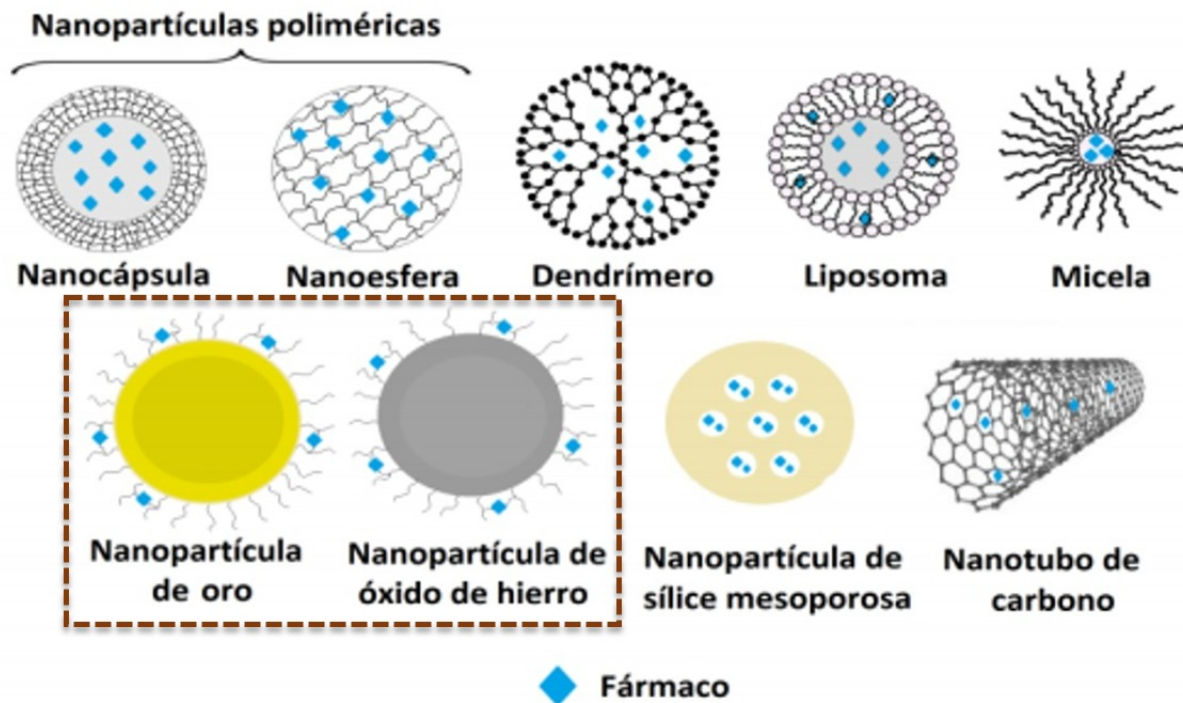 Nanopartículas poliméricas
Nanocápsula
Nanoesfera
Dendrímero
Liposoma
Micela
Nanopartícula
de oro
Nanopartícula de
óxido de hierro
Nanopartícula de
sílice mesoporosa
Nanotubo de
carbono
Fármaco